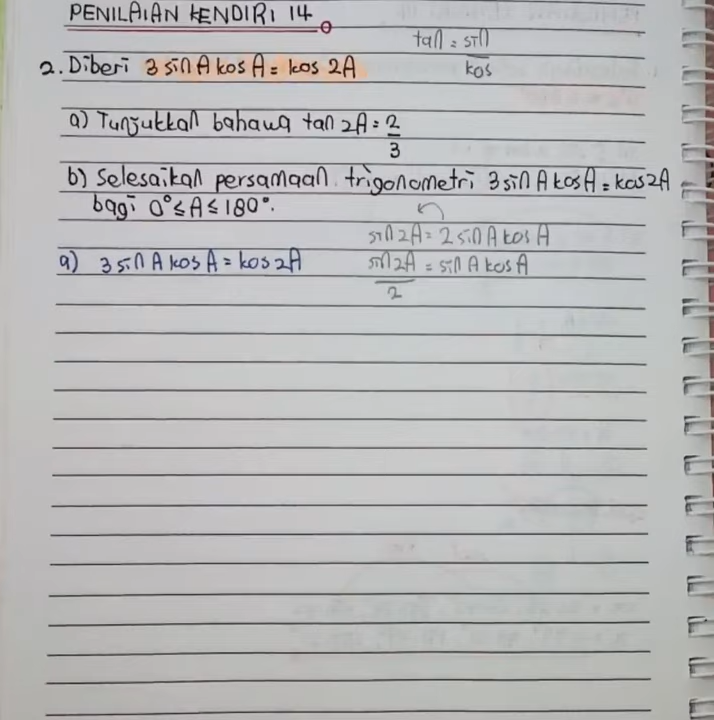 PENILAIAN KENDIRI 14
tan = sin
kos
2. Diberi 3 sin A kos A = kos 2A
a) Tunjukkan bahawa tan 2A = 2
3
b) Selesaikan persamaan trigonometri 3 sin A kos A = kos 2A
bagi 0° ≤ A ≤ 180°.
sin 2A = 2 sin A kos A
a) 3 sin A kos A = kos 2A
sin 2A = sin A kos A
2